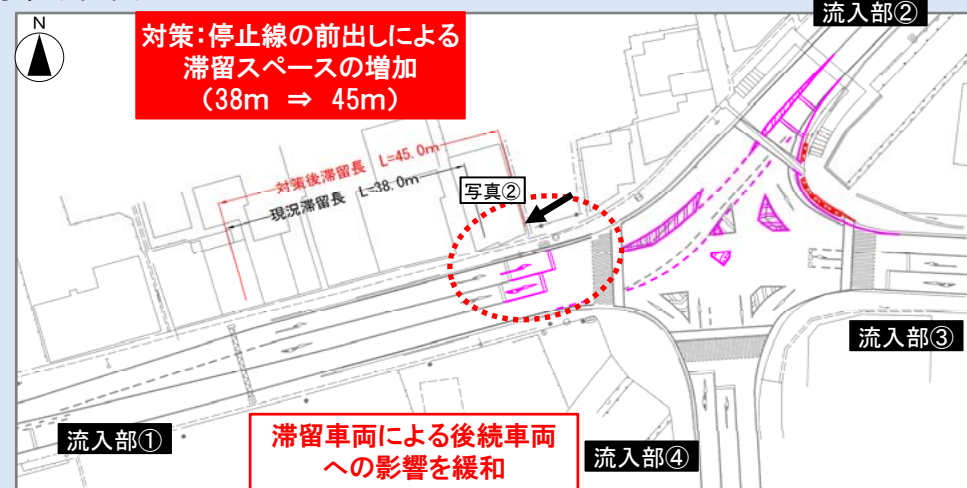 流入部②
N
対策：停止線の前出しによる
滞留スペースの増加
（38m ⇒ 45m）
対策後滞留長 L=45.0m
現況滞留長 L=38.0m
写真②
流入部③
流入部①
滞留車両による後続車両
への影響を緩和
流入部④